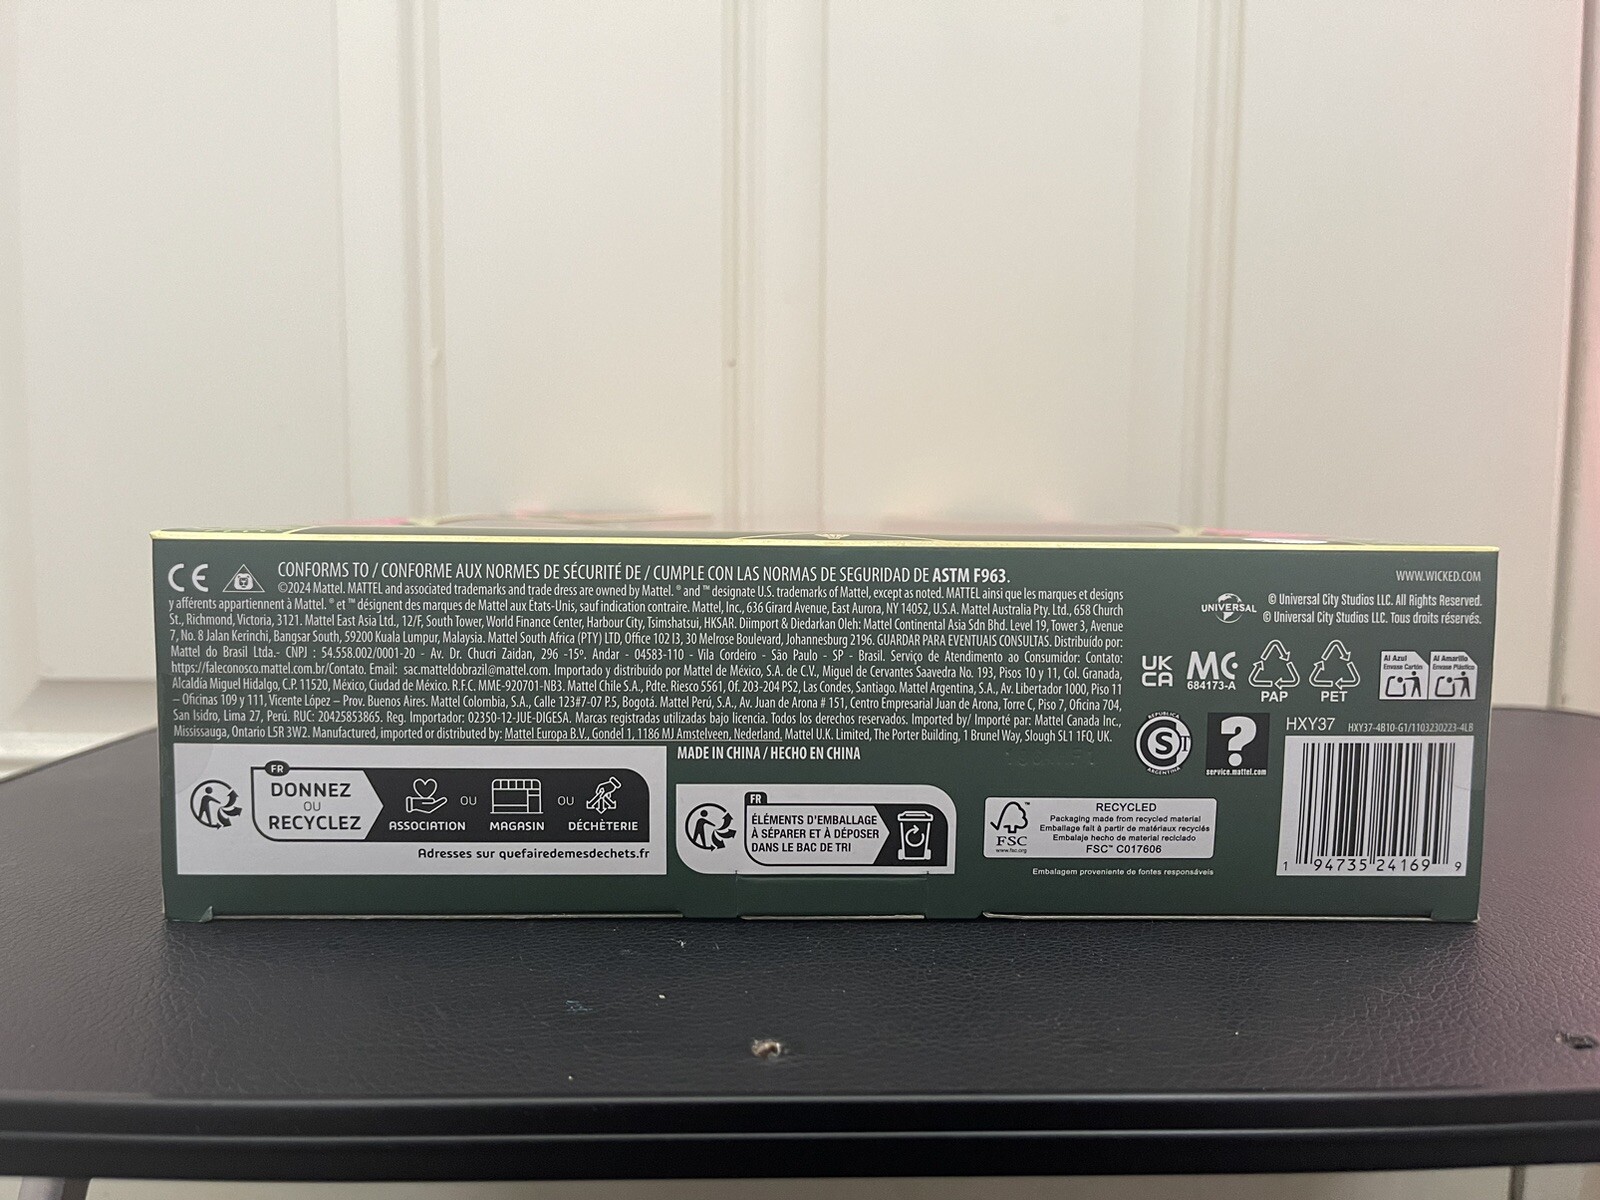 CE
CONFORMS TO / CONFORME AUX NORMES DE SÉCURITÉ DE / CUMPLE CON LAS NORMAS DE SEGURIDAD DE ASTM F963.
©2024 Mattel. MATTEL and associated trademarks and trade dress are owned by Mattel. ® and ™ designate U.S. trademarks of Mattel, except as noted. MATTEL ainsi que les marques et designs
y afférents appartiennent à Mattel. ® et ™ désignent des marques de Mattel aux États-Unis, sauf indication contraire. Mattel, Inc., 636 Girard Avenue, East Aurora, NY 14052, U.S.A. Mattel Australia Pty. Ltd., 658 Church
St., Richmond, Victoria, 3121. Mattel East Asia Ltd., 12/F, South Tower, World Finance Center, Harbour City, Tsimshatsui, HKSAR. Diimport & Diedarkan Oleh: Mattel Continental Asia Sdn Bhd. Level 19, Tower 3, Avenue
7, No. 8 Jalan Kerinchi, Bangsar South, 59200 Kuala Lumpur, Malaysia. Mattel South Africa (PTY) LTD, Office 102 I3, 30 Melrose Boulevard, Johannesburg 2196. GUARDAR PARA EVENTUAIS CONSULTAS. Distribuído por:
Mattel do Brasil Ltda.- CNPJ : 54.558.002/0001-20 - Av. Dr. Chucri Zaidan, 296 -15º. Andar - 04583-110 - Vila Cordeiro - São Paulo - SP - Brasil. Serviço de Atendimento ao Consumidor: Contato:
https://faleconosco.mattel.com.br/Contato. Email: sac.matteldobrazil@mattel.com. Importado y distribuido por Mattel de México, S.A. de C.V., Miguel de Cervantes Saavedra No. 193, Pisos 10 y 11, Col. Granada,
Alcaldía Miguel Hidalgo, C.P. 11520, México, Ciudad de México. R.F.C. MME-920701-NB3. Mattel Chile S.A., Pdte. Riesco 5561, Of. 203-204 PS2, Las Condes, Santiago. Mattel Argentina, S.A., Av. Libertador 1000, Piso 11
– Oficinas 109 y 111, Vicente López – Prov. Buenos Aires. Mattel Colombia, S.A., Calle 123#7-07 P.5, Bogotá. Mattel Perú, S.A., Av. Juan de Arona # 151, Centro Empresarial Juan de Arona, Torre C, Piso 7, Oficina 704,
San Isidro, Lima 27, Perú. RUC: 20425853865. Reg. Importador: 02350-12-JUE-DIGESA. Marcas registradas utilizadas bajo licencia. Todos los derechos reservados. Imported by/ Importé par: Mattel Canada Inc.,
Mississauga, Ontario L5R 3W2. Manufactured, imported or distributed by: Mattel Europa B.V., Gondel 1, 1186 MJ Amstelveen, Nederland. Mattel U.K. Limited, The Porter Building, 1 Brunel Way, Slough SL1 1FQ, UK.
MADE IN CHINA / HECHO EN CHINA
WWW.WICKED.COM
UNIVERSAL
© Universal City Studios LLC. All Rights Reserved.
© Universal City Studios LLC. Tous droits réservés.
UK
CA
MC
684173-A
PAP
PET
Al Azul
Envase Cartón
Al Amarillo
Envase Plástico
REPUBLICA
S
ARGENTINA
?
service.mattel.com
HXY37
HXY37-4B10-G1/1103230223-4LB
1 94735 24169 9
FR
DONNEZ
OU
RECYCLEZ
ASSOCIATION
OU
MAGASIN
OU
DÉCHÈTERIE
Adresses sur quefairedemesdechets.fr
FR
ÉLÉMENTS D'EMBALLAGE
À SÉPARER ET À DÉPOSER
DANS LE BAC DE TRI
FSC
www.fsc.org
RECYCLED
Packaging made from recycled material
Emballage fait à partir de matériaux recyclés
Embalaje hecho de material reciclado
FSC™ C017606
Embalagem proveniente de fontes responsáveis